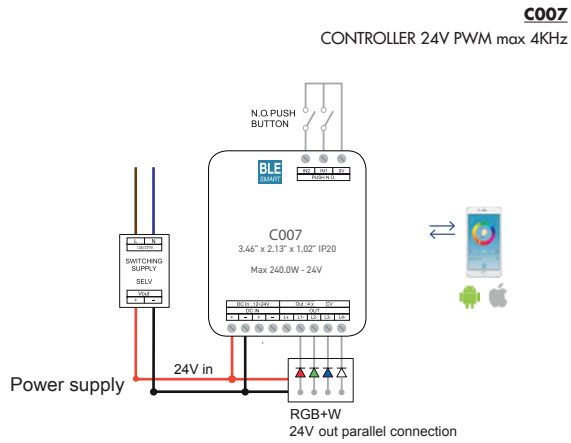 C007
CONTROLLER 24V PWM max 4KHz
N.O. PUSH
BUTTON
BLE
SMART
IN2 IN1 0V
PUSH N.O.
C007
3.46" x 2.13" x 1.02" IP20
Max 240.0W - 24V
L N
SWITCHING
SUPPLY
SELV
Vout
+ −
DC In : 12÷24V Out : 4 x CV
DC IN OUT
+ − + − L+ L1- L2- L3- L4-
24V in
Power supply
RGB+W
24V out parallel connection